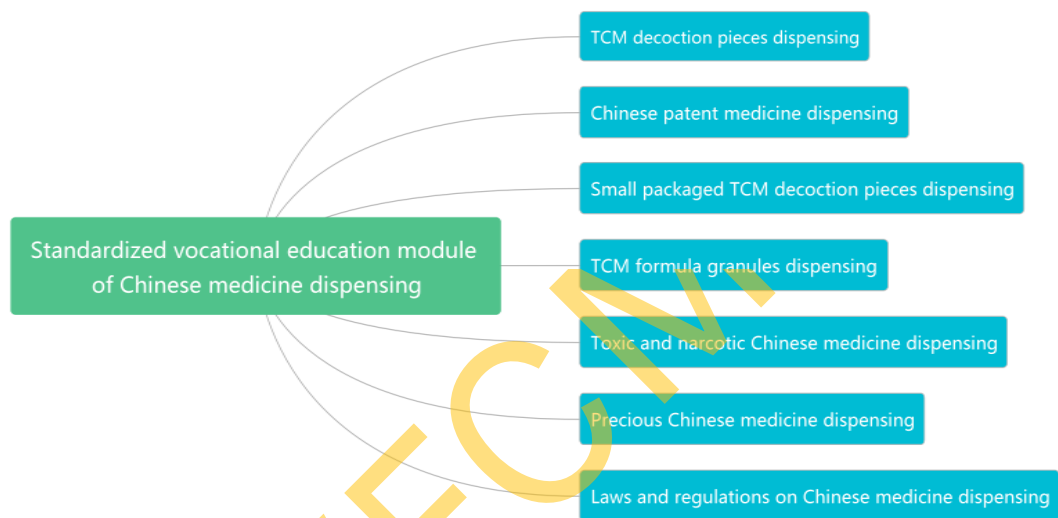 TCM decoction pieces dispensing
Chinese patent medicine dispensing
Small packaged TCM decoction pieces dispensing
Standardized vocational education module
of Chinese medicine dispensing
TCM formula granules dispensing
Toxic and narcotic Chinese medicine dispensing
Precious Chinese medicine dispensing
Laws and regulations on Chinese medicine dispensing